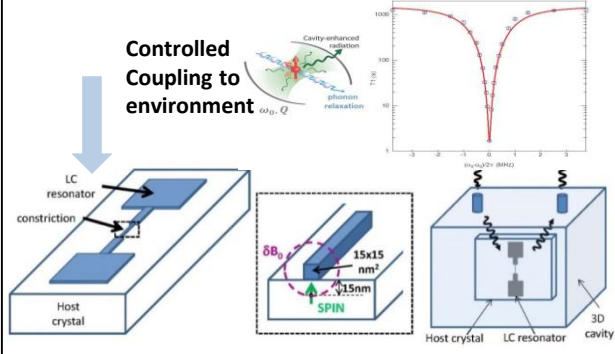 Controlled
Coupling to
environment
Cavity-enhanced
radiation
phonon
relaxation
ω₀, Q
1000
100
10
1
T1 (s)
-3 -2 -1 0 1 2 3
LC
resonator
constriction
Host
crystal
δB₀
15x15
nm²
15nm
SPIN
Host crystal
LC resonator
3D
cavity